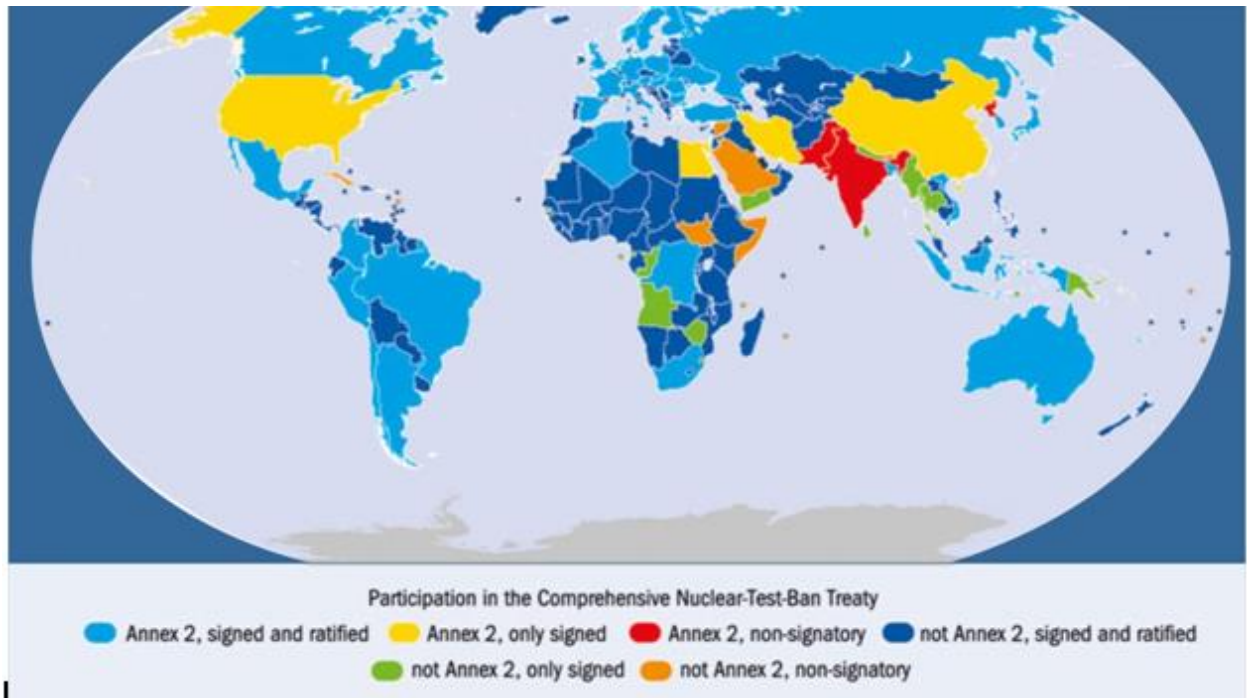 Participation in the Comprehensive Nuclear-Test-Ban Treaty
Annex 2, signed and ratified Annex 2, only signed Annex 2, non-signatory not Annex 2, signed and ratified
not Annex 2, only signed not Annex 2, non-signatory